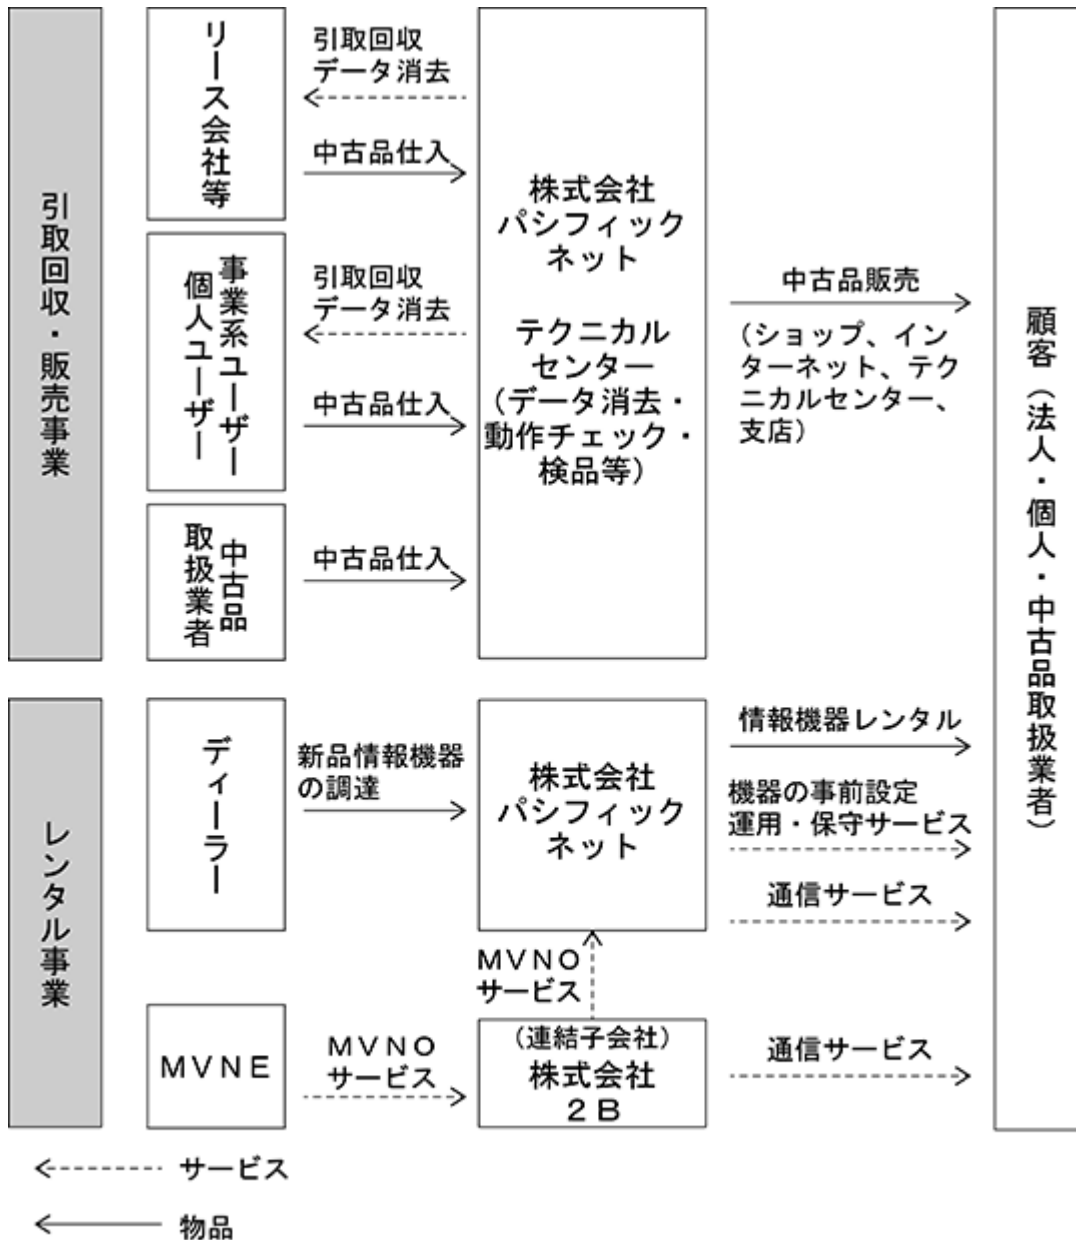 引取回収・販売事業
リース会社等
引取回収
データ消去
中古品仕入
事業系ユーザー
個人ユーザー
引取回収
データ消去
中古品仕入
中古品
取扱業者
中古品仕入
株式会社
パシフィック
ネット
テクニカル
センター
（データ消去・
動作チェック・
検品等）
中古品販売
（ショップ、イン
ターネット、テク
ニカルセンター、
支店）
顧客（法人・個人・中古品取扱業者）
レンタル事業
ディーラー
新品情報機器
の調達
株式会社
パシフィック
ネット
情報機器レンタル
機器の事前設定
運用・保守サービス
通信サービス
ＭＶＮＯ
サービス
ＭＶＮＥ
ＭＶＮＯ
サービス
（連結子会社）
株式会社
２Ｂ
通信サービス
サービス
物品